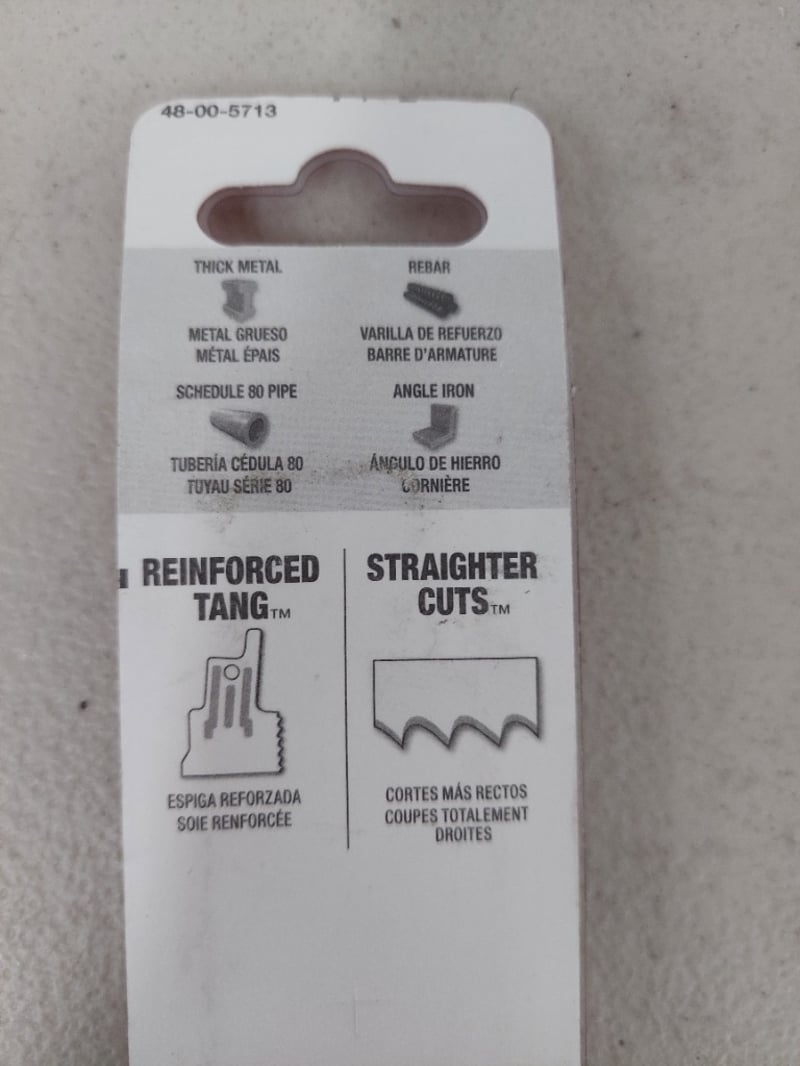 48-00-5713
THICK METAL
METAL GRUESO
MÉTAL ÉPAIS
REBAR
VARILLA DE REFUERZO
BARRE D'ARMATURE
SCHEDULE 80 PIPE
TUBERÍA CÉDULA 80
TUYAU SÉRIE 80
ANGLE IRON
ÁNGULO DE HIERRO
CORNIÈRE
REINFORCED
TANG™
ESPIGA REFORZADA
SOIE RENFORCÉE
STRAIGHTER
CUTS™
CORTES MÁS RECTOS
COUPES TOTALEMENT
DROITES